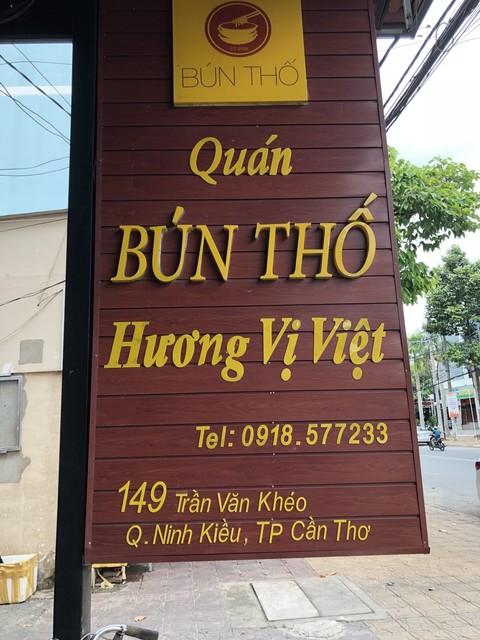 BÚN THỐ
Quán
BÚN THỐ
Hương Vị Việt
Tel: 0918.577233
149 Trần Văn Khéo
Q. Ninh Kiều, TP Cần Thơ